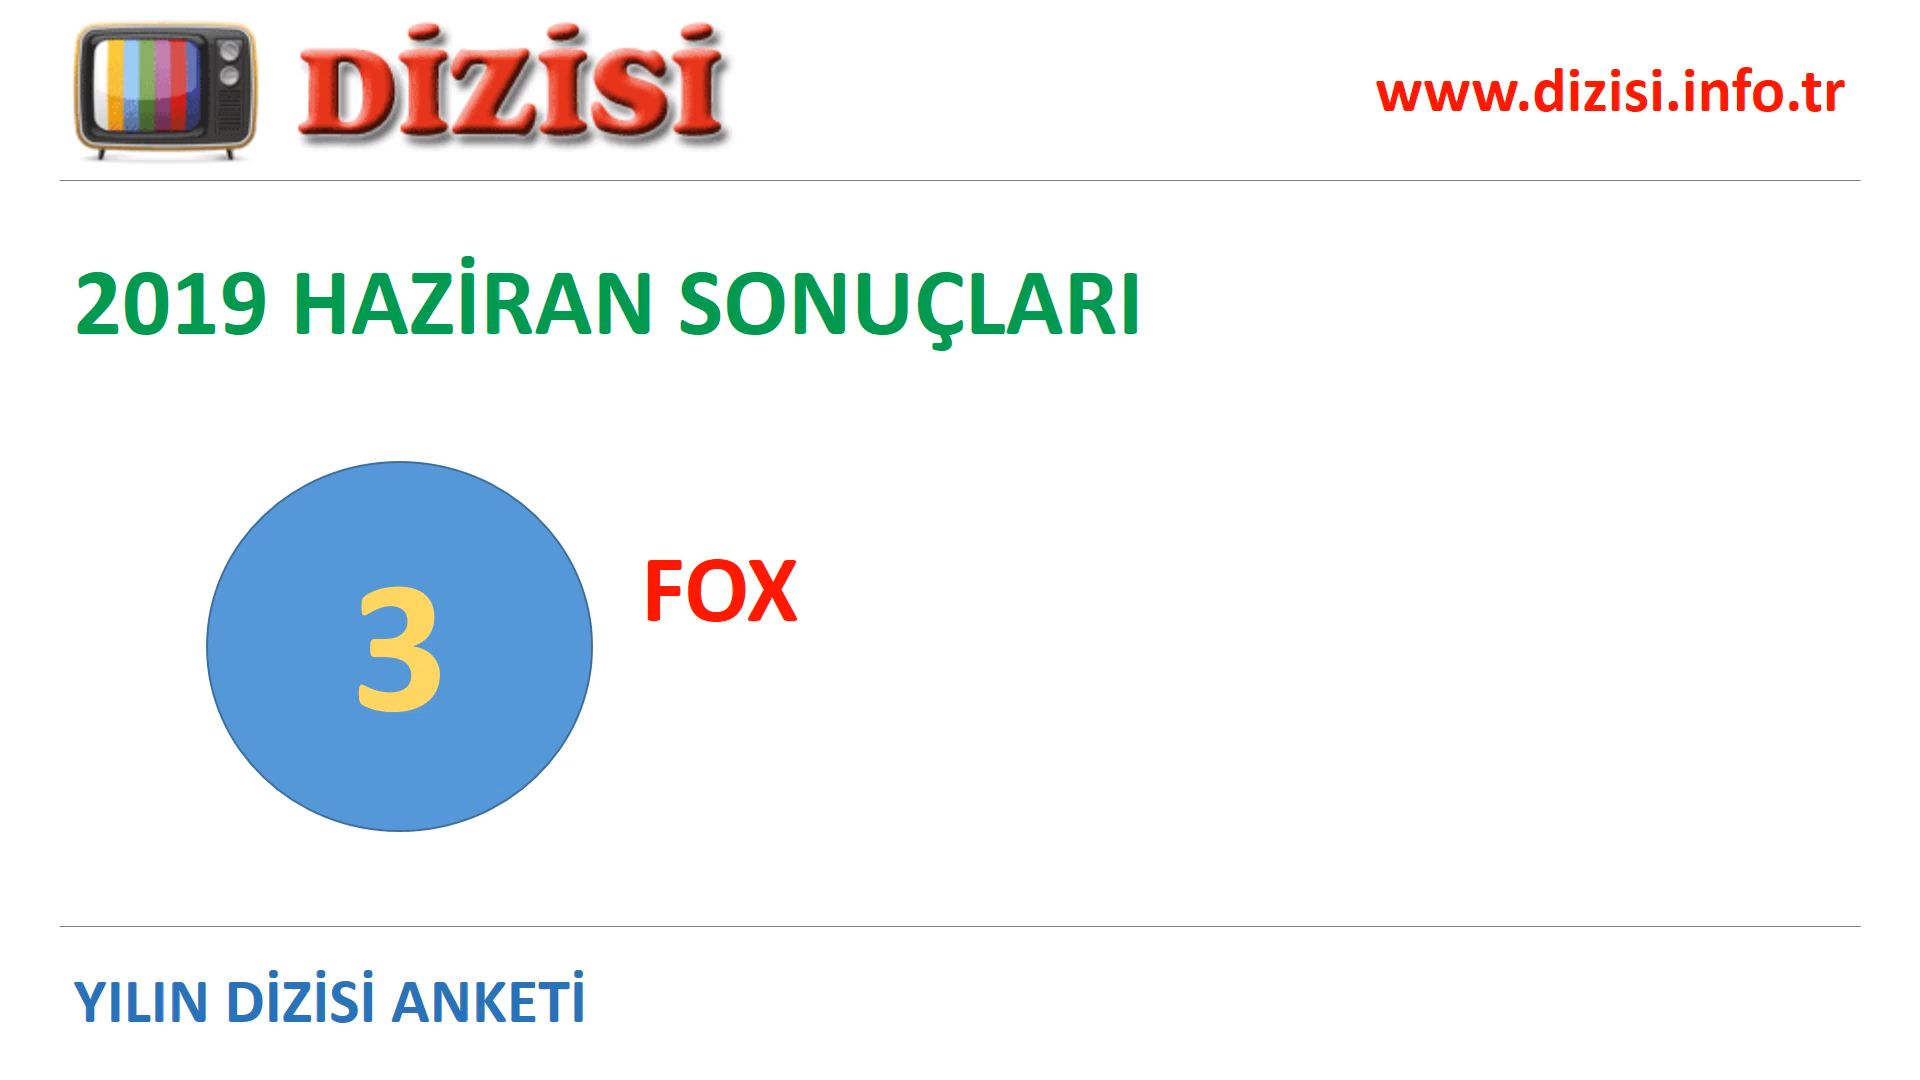 DİZİSİ
www.dizisi.info.tr
2019 HAZİRAN SONUÇLARI
3
FOX
YILIN DİZİSİ ANKETİ